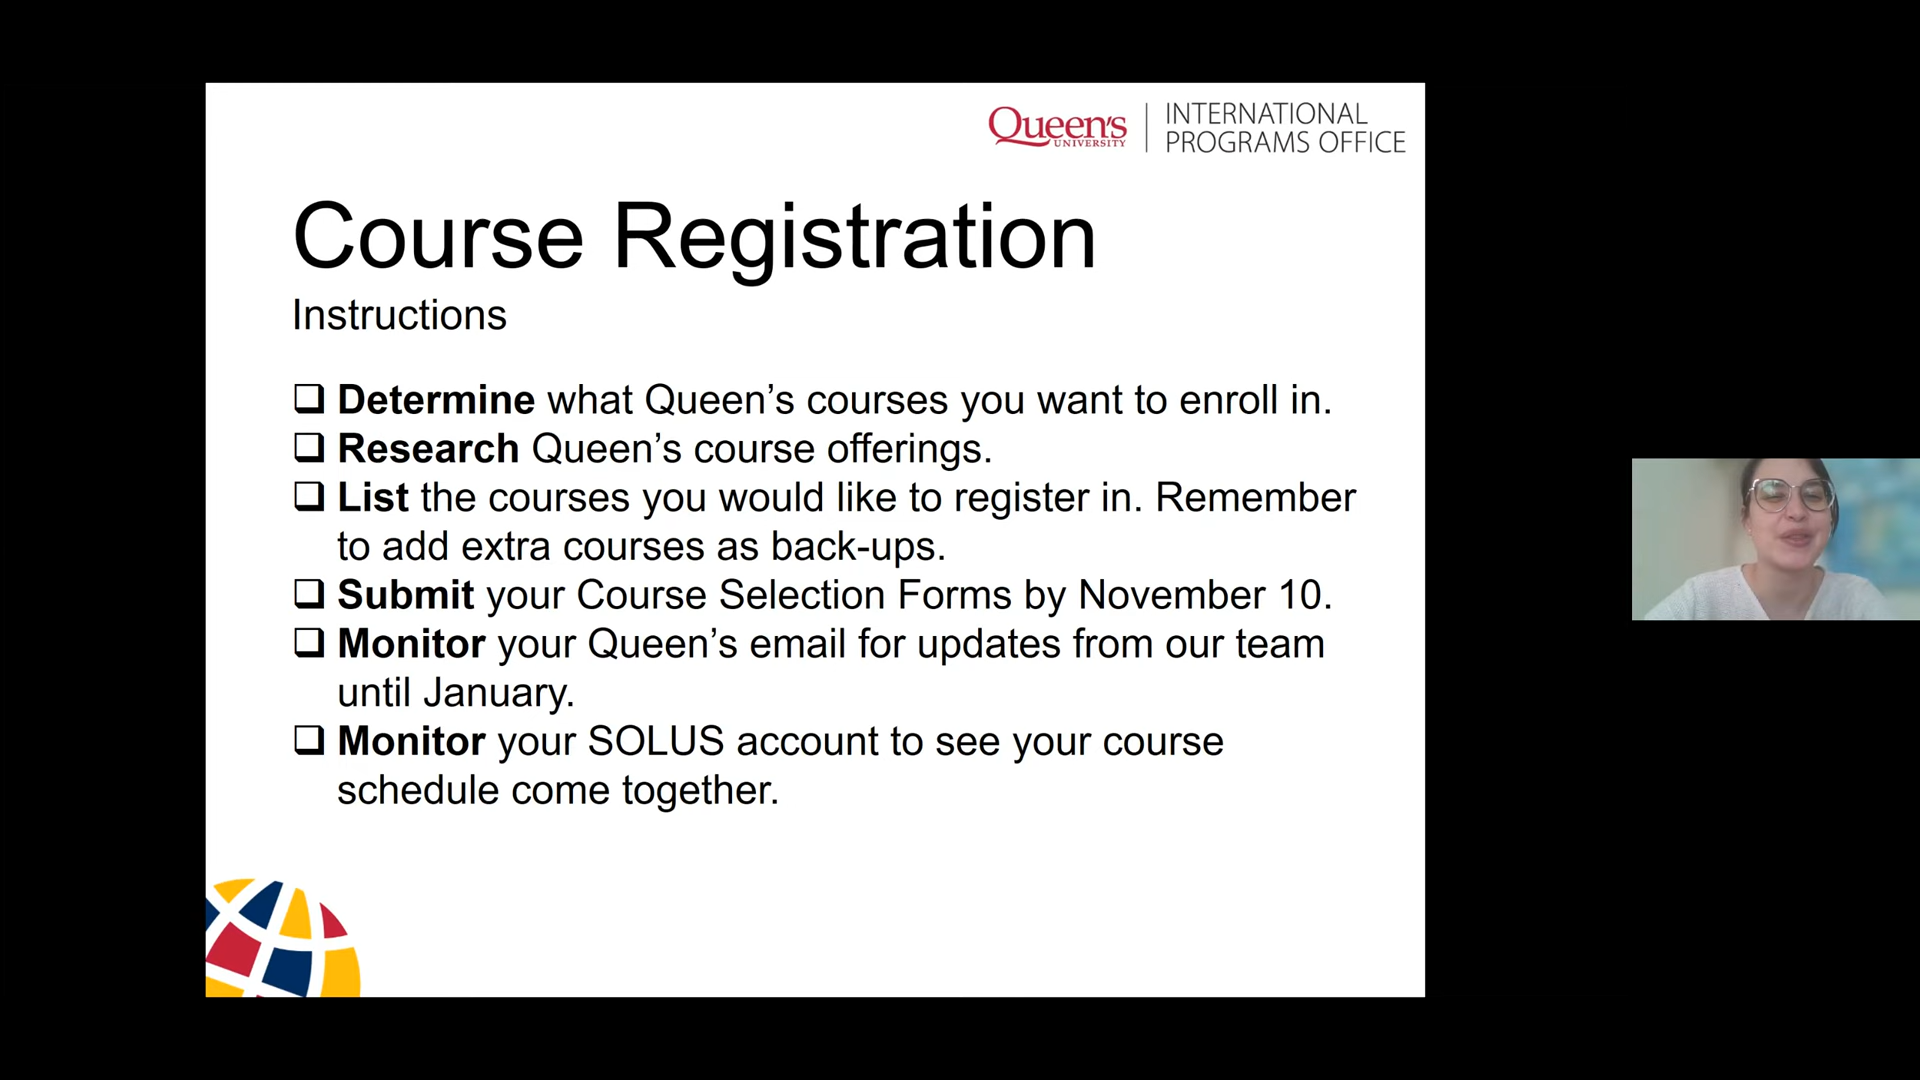 Queen's
UNIVERSITY
INTERNATIONAL
PROGRAMS OFFICE
Course Registration
Instructions
❑ Determine what Queen’s courses you want to enroll in.
❑ Research Queen’s course offerings.
❑ List the courses you would like to register in. Remember
to add extra courses as back-ups.
❑ Submit your Course Selection Forms by November 10.
❑ Monitor your Queen’s email for updates from our team
until January.
❑ Monitor your SOLUS account to see your course
schedule come together.